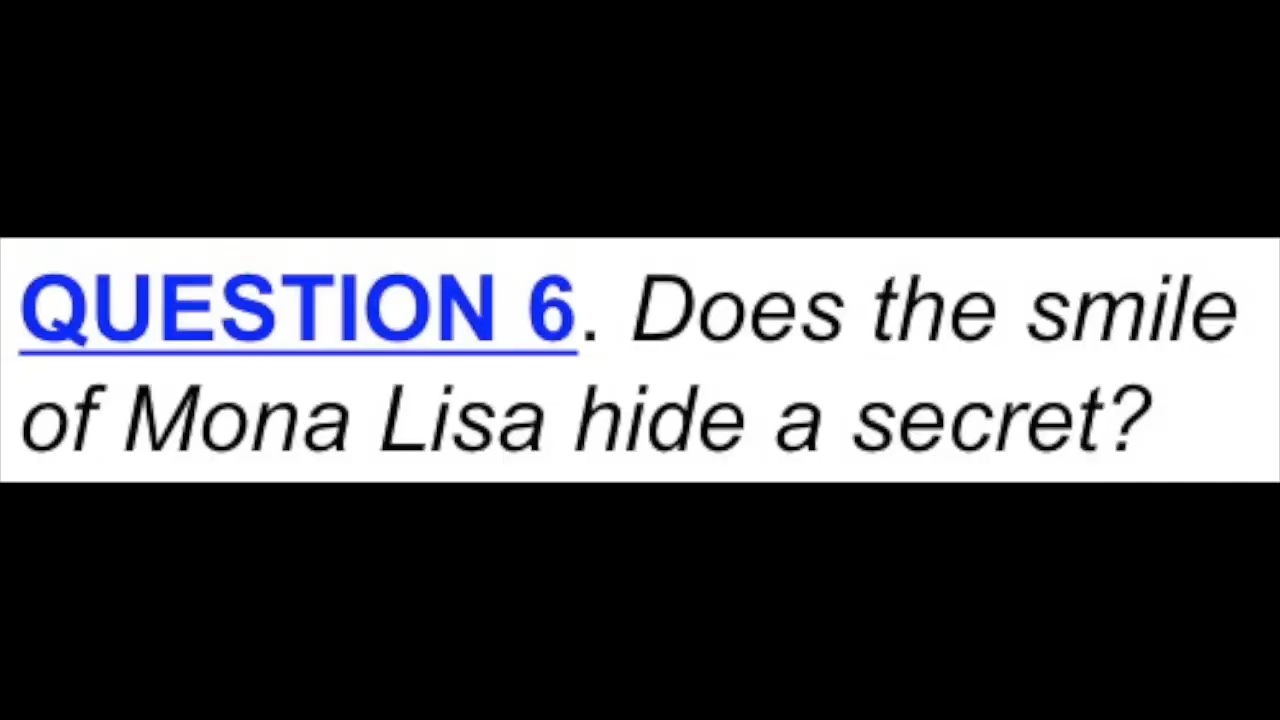 QUESTION 6. Does the smile
of Mona Lisa hide a secret?